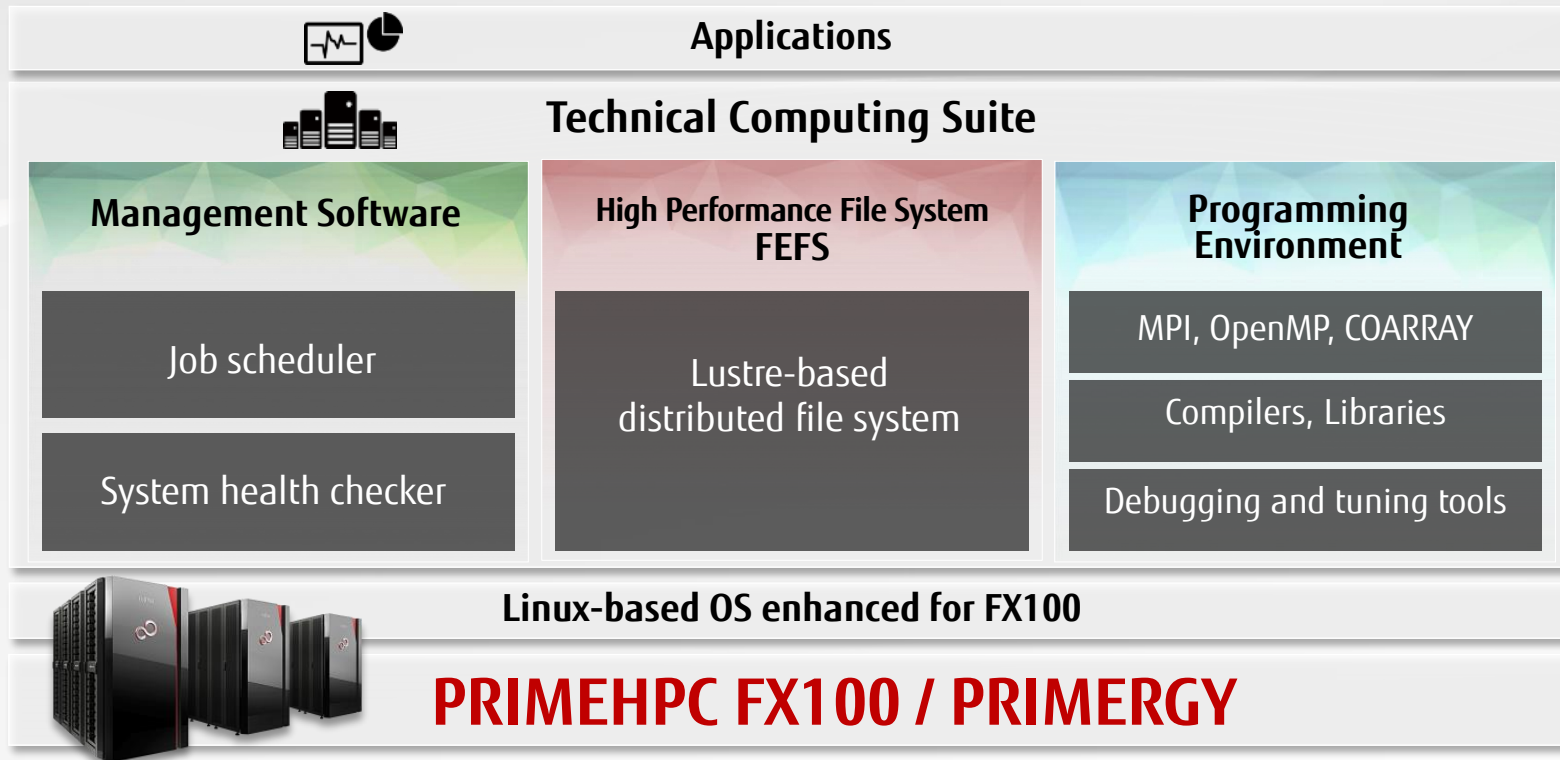 Applications
Technical Computing Suite
Management Software
Job scheduler
System health checker
High Performance File System
FEFS
Lustre-based
distributed file system
Programming
Environment
MPI, OpenMP, COARRAY
Compilers, Libraries
Debugging and tuning tools
Linux-based OS enhanced for FX100
PRIMEHPC FX100 / PRIMERGY